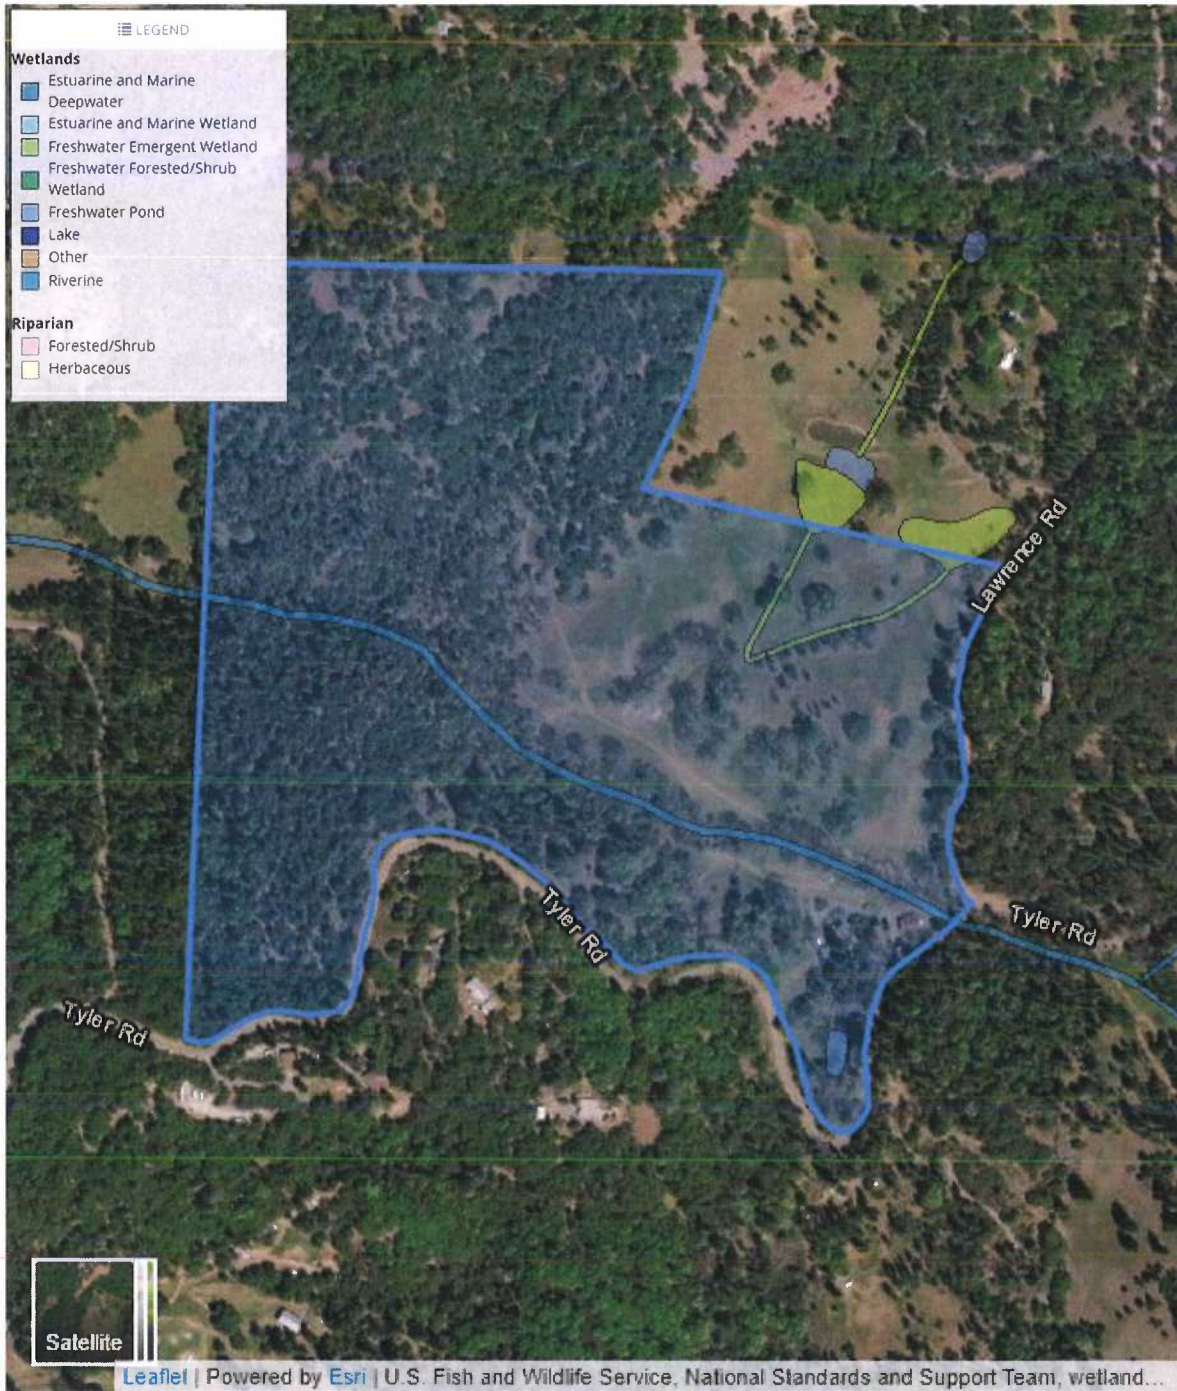 LEGEND
Wetlands
Estuarine and Marine
Deepwater
Estuarine and Marine Wetland
Freshwater Emergent Wetland
Freshwater Forested/Shrub
Wetland
Freshwater Pond
Lake
Other
Riverine
Riparian
Forested/Shrub
Herbaceous
Lawrence Rd
Tyler Rd
Tyler Rd
Tyler Rd
Satellite
Leaflet | Powered by Esri | U.S. Fish and Wildlife Service, National Standards and Support Team, wetland...